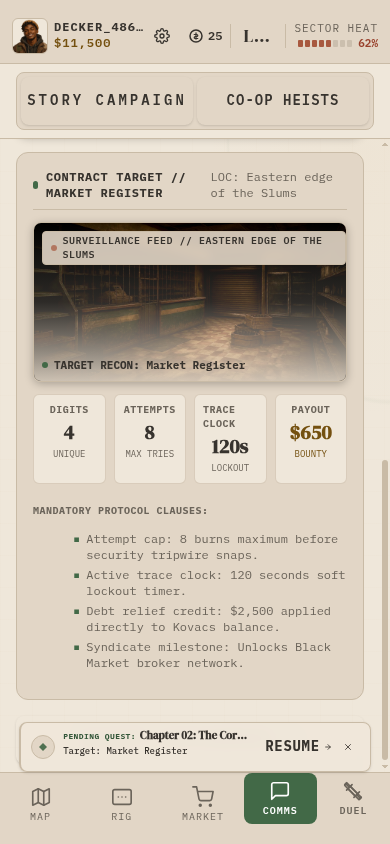 DECKER_486…
$11,500
25
L…
SECTOR HEAT
62%
STORY CAMPAIGN
CO-OP HEISTS
CONTRACT TARGET //
MARKET REGISTER
LOC: Eastern edge
of the Slums
SURVEILLANCE FEED // EASTERN EDGE OF THE
SLUMS
TARGET RECON: Market Register
DIGITS
4
UNIQUE
ATTEMPTS
8
MAX TRIES
TRACE
CLOCK
120s
LOCKOUT
PAYOUT
$650
BOUNTY
MANDATORY PROTOCOL CLAUSES:
▪ Attempt cap: 8 burns maximum before
security tripwire snaps.
▪ Active trace clock: 120 seconds soft
lockout timer.
▪ Debt relief credit: $2,500 applied
directly to Kovacs balance.
▪ Syndicate milestone: Unlocks Black
Market broker network.
PENDING QUEST: Chapter 02: The Cor…
Target: Market Register
RESUME →
×
MAP
RIG
MARKET
COMMS
DUEL